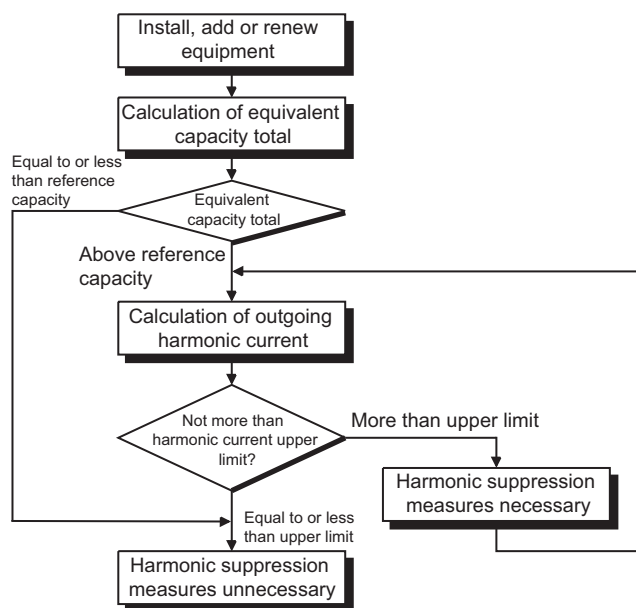 Install, add or renew
equipment
Calculation of equivalent
capacity total
Equal to or less
than reference
capacity
Equivalent
capacity total
Above reference
capacity
Calculation of outgoing
harmonic current
Not more than
harmonic current upper
limit?
More than upper limit
Harmonic suppression
measures necessary
Equal to or less
than upper limit
Harmonic suppression
measures unnecessary